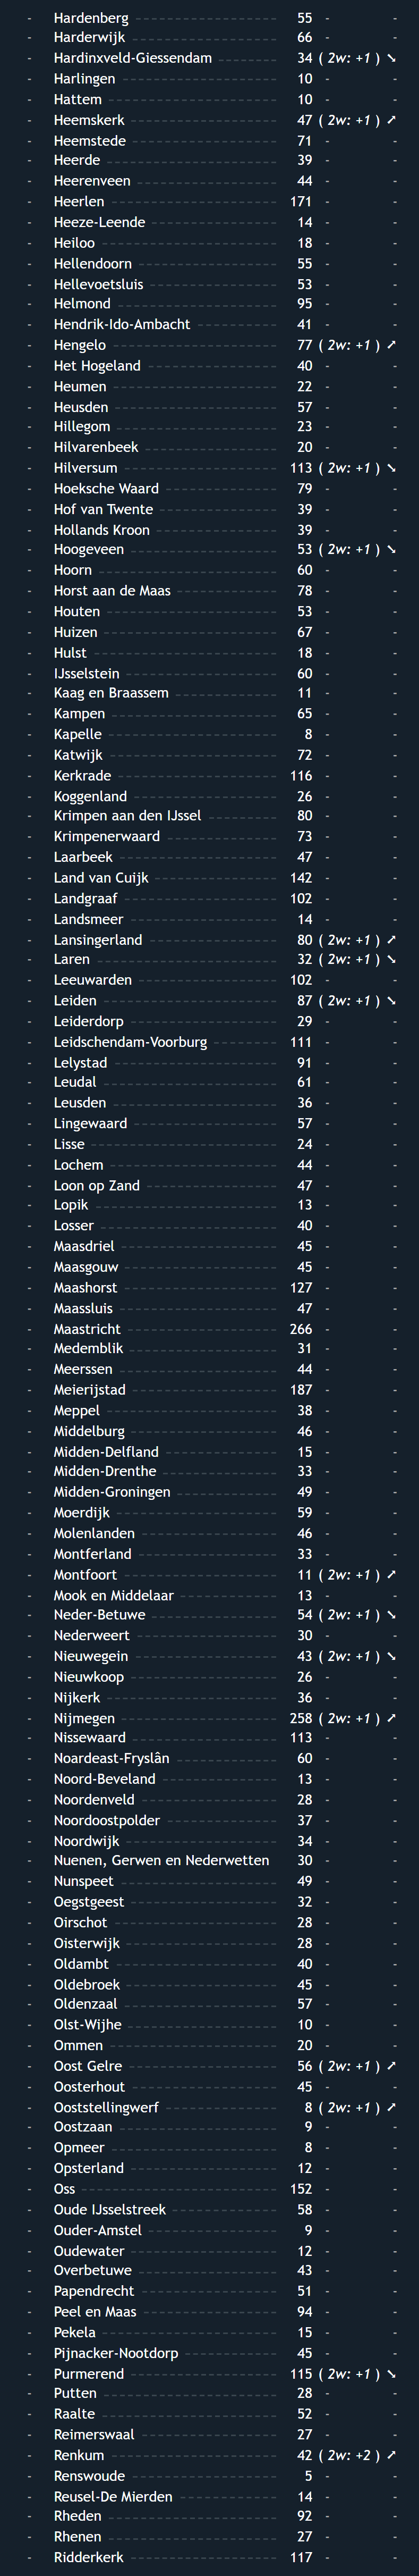 - Hardenberg 55 - -
- Harderwijk 66 - -
- Hardinxveld-Giessendam 34 ( 2w: +1 ) ➘
- Harlingen 10 - -
- Hattem 10 - -
- Heemskerk 47 ( 2w: +1 ) ➚
- Heemstede 71 - -
- Heerde 39 - -
- Heerenveen 44 - -
- Heerlen 171 - -
- Heeze-Leende 14 - -
- Heiloo 18 - -
- Hellendoorn 55 - -
- Hellevoetsluis 53 - -
- Helmond 95 - -
- Hendrik-Ido-Ambacht 41 - -
- Hengelo 77 ( 2w: +1 ) ➚
- Het Hogeland 40 - -
- Heumen 22 - -
- Heusden 57 - -
- Hillegom 23 - -
- Hilvarenbeek 20 - -
- Hilversum 113 ( 2w: +1 ) ➘
- Hoeksche Waard 79 - -
- Hof van Twente 39 - -
- Hollands Kroon 39 - -
- Hoogeveen 53 ( 2w: +1 ) ➘
- Hoorn 60 - -
- Horst aan de Maas 78 - -
- Houten 53 - -
- Huizen 67 - -
- Hulst 18 - -
- IJsselstein 60 - -
- Kaag en Braassem 11 - -
- Kampen 65 - -
- Kapelle 8 - -
- Katwijk 72 - -
- Kerkrade 116 - -
- Koggenland 26 - -
- Krimpen aan den IJssel 80 - -
- Krimpenerwaard 73 - -
- Laarbeek 47 - -
- Land van Cuijk 142 - -
- Landgraaf 102 - -
- Landsmeer 14 - -
- Lansingerland 80 ( 2w: +1 ) ➚
- Laren 32 ( 2w: +1 ) ➘
- Leeuwarden 102 - -
- Leiden 87 ( 2w: +1 ) ➘
- Leiderdorp 29 - -
- Leidschendam-Voorburg 111 - -
- Lelystad 91 - -
- Leudal 61 - -
- Leusden 36 - -
- Lingewaard 57 - -
- Lisse 24 - -
- Lochem 44 - -
- Loon op Zand 47 - -
- Lopik 13 - -
- Losser 40 - -
- Maasdriel 45 - -
- Maasgouw 45 - -
- Maashorst 127 - -
- Maassluis 47 - -
- Maastricht 266 - -
- Medemblik 31 - -
- Meerssen 44 - -
- Meierijstad 187 - -
- Meppel 38 - -
- Middelburg 46 - -
- Midden-Delfland 15 - -
- Midden-Drenthe 33 - -
- Midden-Groningen 49 - -
- Moerdijk 59 - -
- Molenlanden 46 - -
- Montferland 33 - -
- Montfoort 11 ( 2w: +1 ) ➚
- Mook en Middelaar 13 - -
- Neder-Betuwe 54 ( 2w: +1 ) ➘
- Nederweert 30 - -
- Nieuwegein 43 ( 2w: +1 ) ➘
- Nieuwkoop 26 - -
- Nijkerk 36 - -
- Nijmegen 258 ( 2w: +1 ) ➚
- Nissewaard 113 - -
- Noardeast-Fryslân 60 - -
- Noord-Beveland 13 - -
- Noordenveld 28 - -
- Noordoostpolder 37 - -
- Noordwijk 34 - -
- Nuenen, Gerwen en Nederwetten 30 - -
- Nunspeet 49 - -
- Oegstgeest 32 - -
- Oirschot 28 - -
- Oisterwijk 28 - -
- Oldambt 40 - -
- Oldebroek 45 - -
- Oldenzaal 57 - -
- Olst-Wijhe 10 - -
- Ommen 20 - -
- Oost Gelre 56 ( 2w: +1 ) ➚
- Oosterhout 45 - -
- Ooststellingwerf 8 ( 2w: +1 ) ➚
- Oostzaan 9 - -
- Opmeer 8 - -
- Opsterland 12 - -
- Oss 152 - -
- Oude IJsselstreek 58 - -
- Ouder-Amstel 9 - -
- Oudewater 12 - -
- Overbetuwe 43 - -
- Papendrecht 51 - -
- Peel en Maas 94 - -
- Pekela 15 - -
- Pijnacker-Nootdorp 45 - -
- Purmerend 115 ( 2w: +1 ) ➘
- Putten 28 - -
- Raalte 52 - -
- Reimerswaal 27 - -
- Renkum 42 ( 2w: +2 ) ➚
- Renswoude 5 - -
- Reusel-De Mierden 14 - -
- Rheden 92 - -
- Rhenen 27 - -
- Ridderkerk 117 - -